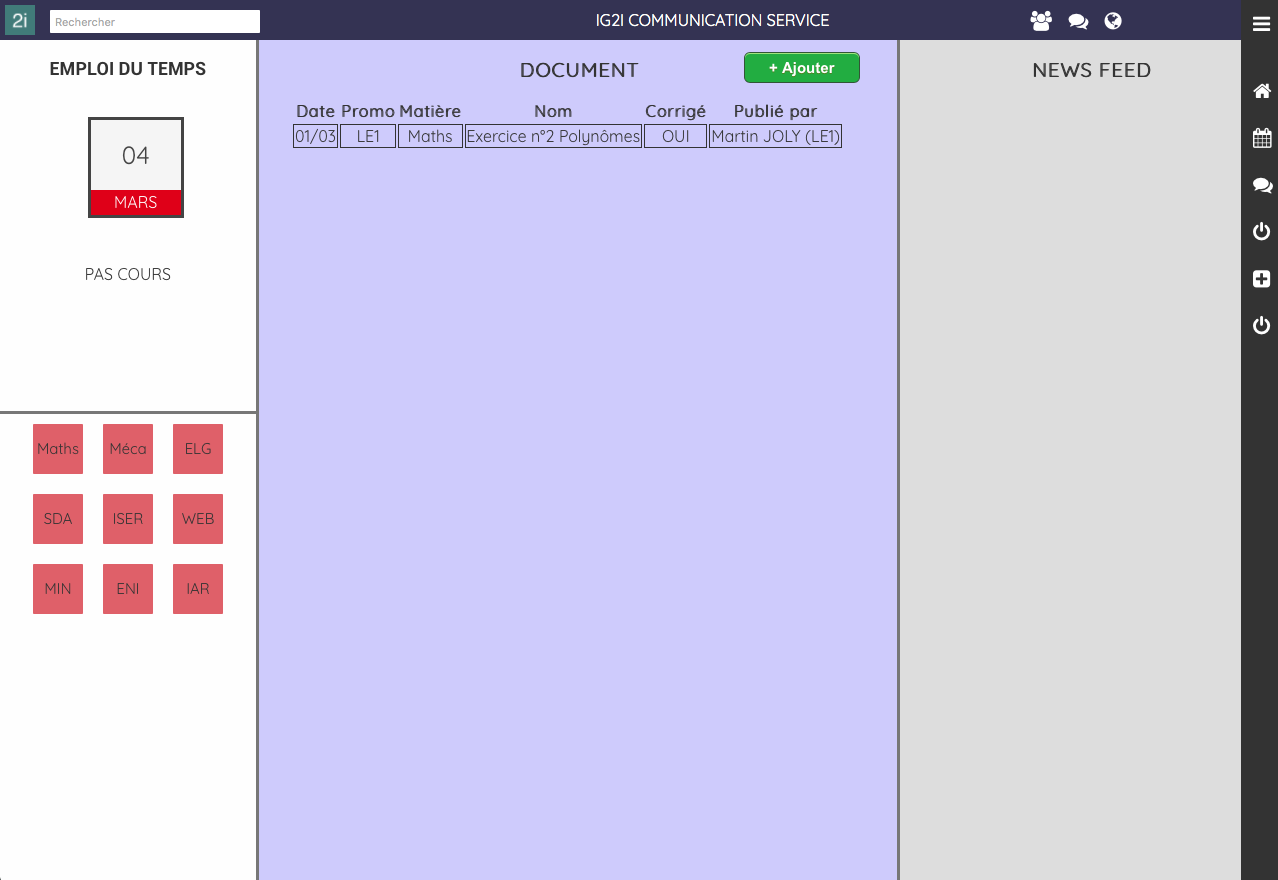 2i
Rechercher
IG2I COMMUNICATION SERVICE
EMPLOI DU TEMPS
04
MARS
PAS COURS
Maths Méca ELG
SDA ISER WEB
MIN ENI IAR
DOCUMENT
+ Ajouter
Date Promo Matière Nom Corrigé Publié par
01/03 LE1 Maths Exercice n°2 Polynômes OUI Martin JOLY (LE1)
NEWS FEED